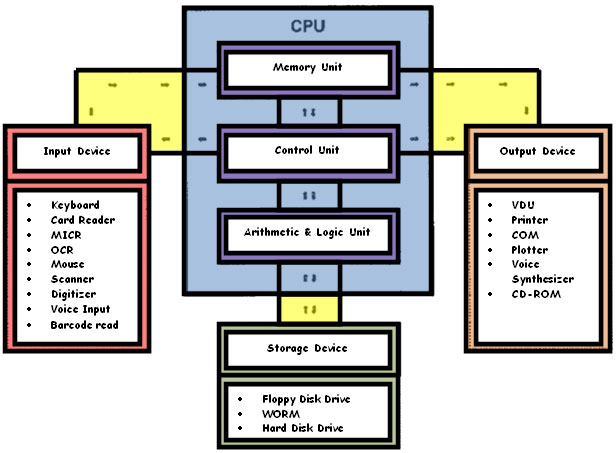 CPU
Memory Unit
Input Device
Control Unit
Output Device
Arithmetic & Logic Unit
• Keyboard
• Card Reader
• MICR
• OCR
• Mouse
• Scanner
• Digitizer
• Voice Input
• Barcode read
• VDU
• Printer
• COM
• Plotter
• Voice
Synthesizer
• CD-ROM
Storage Device
• Floppy Disk Drive
• WORM
• Hard Disk Drive